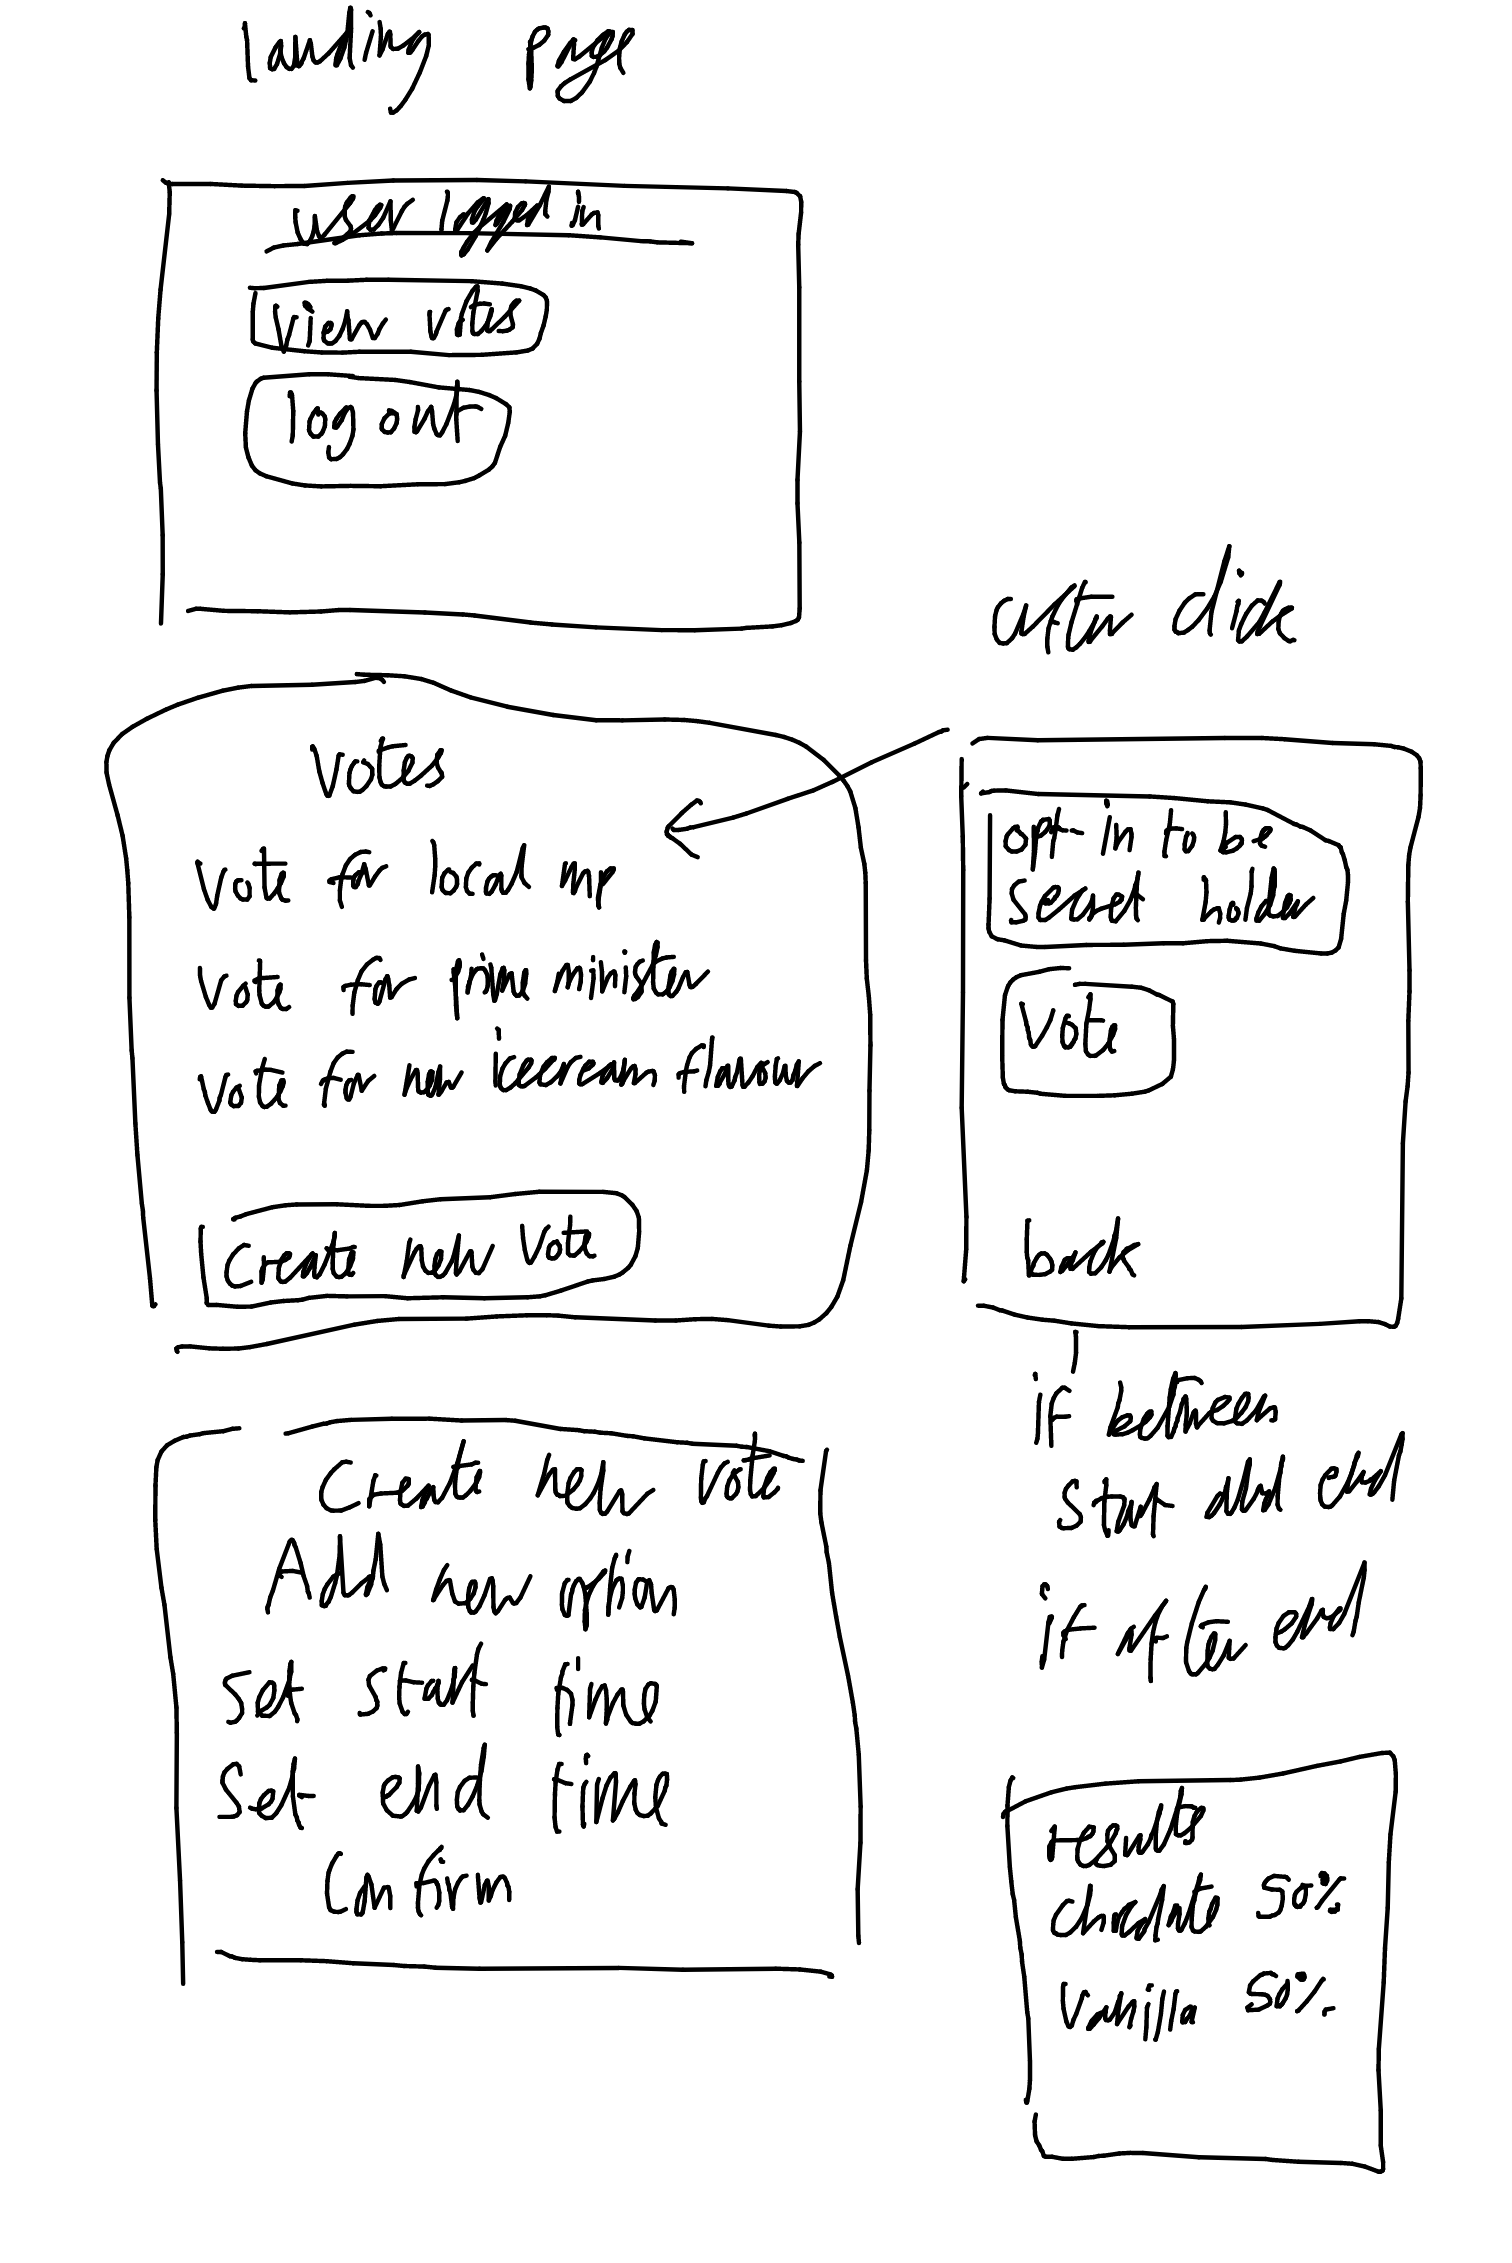 landing page
user logged in
view votes
log out
Votes
Vote for local mp
Vote for prime minister
Vote for new icecream flavour
Create new Vote
after click
opt-in to be
secret holder
Vote
back
if between
start and end
if after end
Create new vote
Add new option
Set start time
Set end time
Confirm
results
chocolate 50%
Vanilla 50%